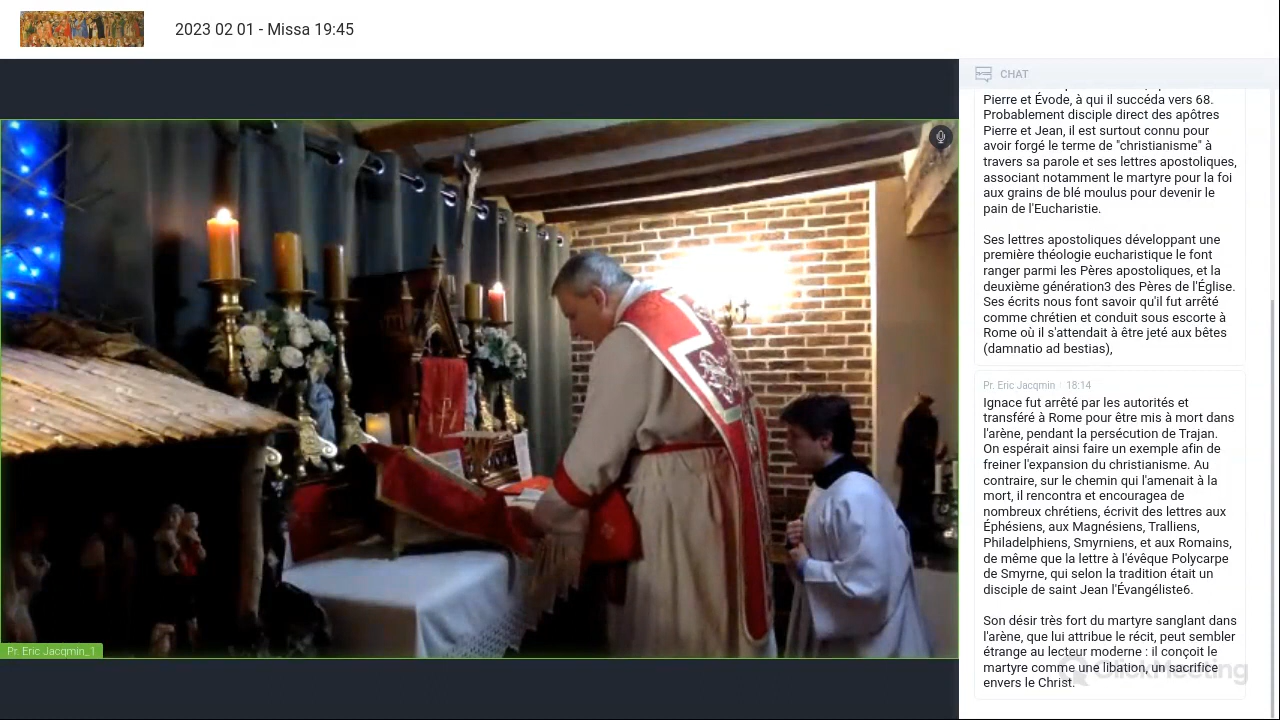 2023 02 01 - Missa 19:45
CHAT
Pierre et Évode, à qui il succéda vers 68.
Probablement disciple direct des apôtres
Pierre et Jean, il est surtout connu pour
avoir forgé le terme de "christianisme" à
travers sa parole et ses lettres apostoliques,
associant notamment le martyre pour la foi
aux grains de blé moulus pour devenir le
pain de l'Eucharistie.
Ses lettres apostoliques développant une
première théologie eucharistique le font
ranger parmi les Pères apostoliques, et la
deuxième génération3 des Pères de l'Église.
Ses écrits nous font savoir qu'il fut arrêté
comme chrétien et conduit sous escorte à
Rome où il s'attendait à être jeté aux bêtes
(damnatio ad bestias),
Pr. Eric Jacqmin 18:14
Ignace fut arrêté par les autorités et
transféré à Rome pour être mis à mort dans
l'arène, pendant la persécution de Trajan.
On espérait ainsi faire un exemple afin de
freiner l'expansion du christianisme. Au
contraire, sur le chemin qui l'amenait à la
mort, il rencontra et encouragea de
nombreux chrétiens, écrivit des lettres aux
Éphésiens, aux Magnésiens, Tralliens,
Philadelphiens, Smyrniens, et aux Romains,
de même que la lettre à l'évêque Polycarpe
de Smyrne, qui selon la tradition était un
disciple de saint Jean l'Évangéliste6.
Son désir très fort du martyre sanglant dans
l'arène, que lui attribue le récit, peut sembler
étrange au lecteur moderne : il conçoit le
martyre comme une libation, un sacrifice
envers le Christ.
ClickMeeting
Pr. Eric Jacqmin_1